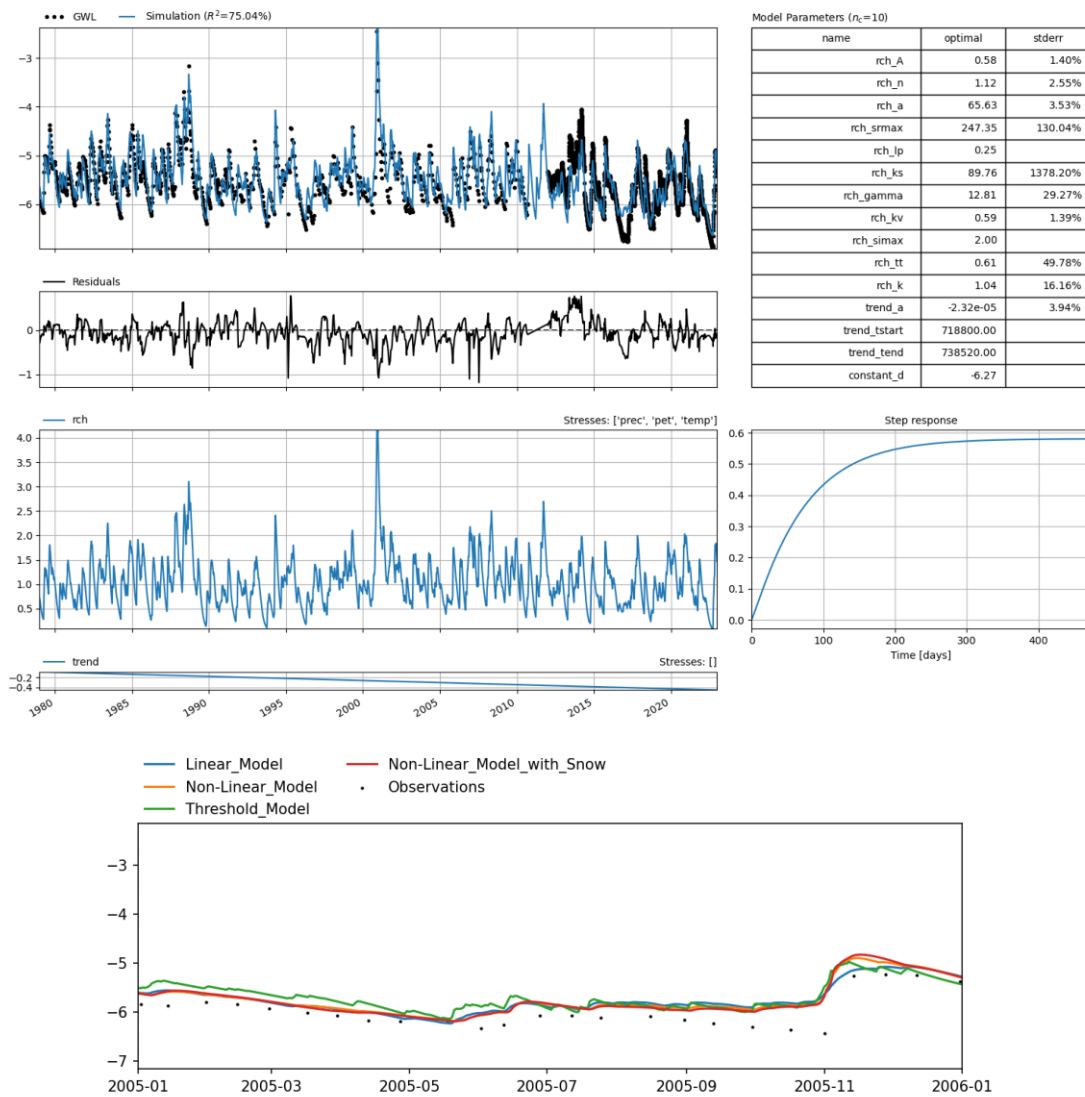 GWL
Simulation (R²=75.04%)
−3
−4
−5
−6
Residuals
0
−1
rch
Stresses: ['prec', 'pet', 'temp']
4.0
3.5
3.0
2.5
2.0
1.5
1.0
0.5
trend
Stresses: []
−0.2
−0.4
1980 1985 1990 1995 2000 2005 2010 2015 2020
Model Parameters (n_c=10)
name optimal stderr
rch_A 0.58 1.40%
rch_n 1.12 2.55%
rch_a 65.63 3.53%
rch_srmax 247.35 130.04%
rch_lp 0.25
rch_ks 89.76 1378.20%
rch_gamma 12.81 29.27%
rch_kv 0.59 1.39%
rch_simax 2.00
rch_tt 0.61 49.78%
rch_k 1.04 16.16%
trend_a -2.32e-05 3.94%
trend_tstart 718800.00
trend_tend 738520.00
constant_d -6.27
Step response
0.6
0.5
0.4
0.3
0.2
0.1
0.0
0 100 200 300 400
Time [days]
Linear_Model
Non-Linear_Model
Threshold_Model
Non-Linear_Model_with_Snow
Observations
−3
−4
−5
−6
−7
2005-01 2005-03 2005-05 2005-07 2005-09 2005-11 2006-01